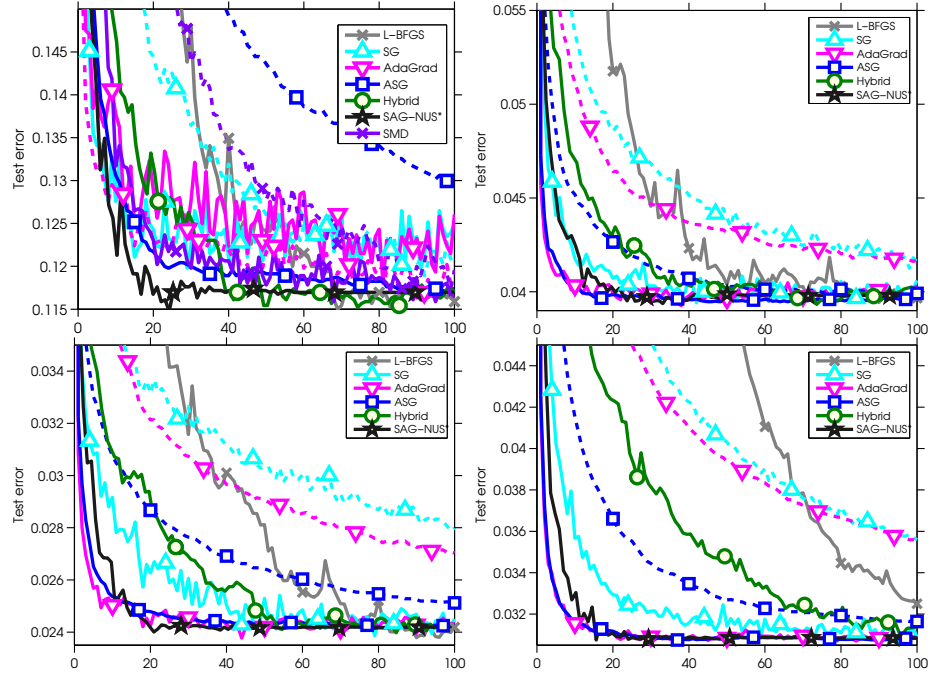 0.145
0.14
0.135
0.13
0.125
0.12
0.115
Test error
0
20
40
60
80
100
L−BFGS
SG
AdaGrad
ASG
Hybrid
SAG−NUS*
SMD
0.055
0.05
0.045
0.04
Test error
0
20
40
60
80
100
L−BFGS
SG
AdaGrad
ASG
Hybrid
SAG−NUS*
0.034
0.032
0.03
0.028
0.026
0.024
Test error
0
20
40
60
80
100
L−BFGS
SG
AdaGrad
ASG
Hybrid
SAG−NUS*
0.044
0.042
0.04
0.038
0.036
0.034
0.032
Test error
0
20
40
60
80
100
L−BFGS
SG
AdaGrad
ASG
Hybrid
SAG−NUS*